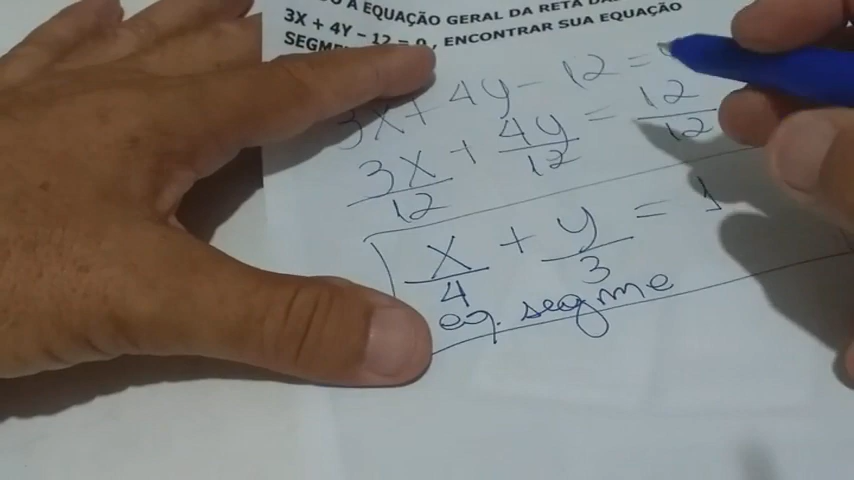 A EQUAÇÃO GERAL DA RETA
3X + 4Y – 12 = 0, ENCONTRAR SUA EQUAÇÃO
3X + 4y - 12 =
3X/12 + 4y/12 = 12/12
X/4 + y/3 = 1
eq. segme